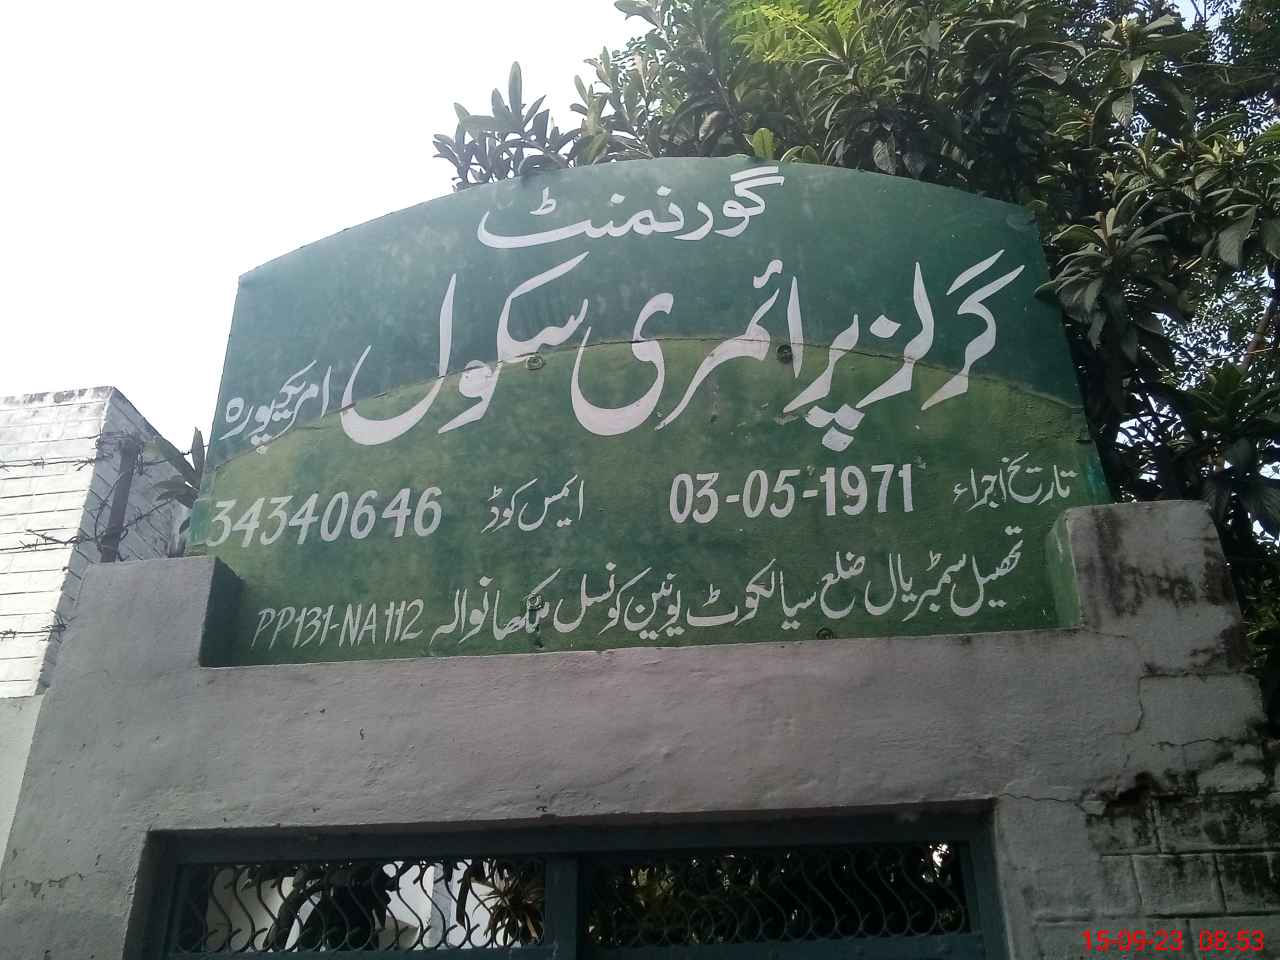 گورنمنٹ
گرلز پرائمری سکول امریکپورہ
تاریخ اجراء 03-05-1971 ایمس کوڈ 34340646
تحصیل سمبڑیال ضلع سیالکوٹ یونین کونسل بھکھانوالہ PP131-NA112
15-09-23 08:53